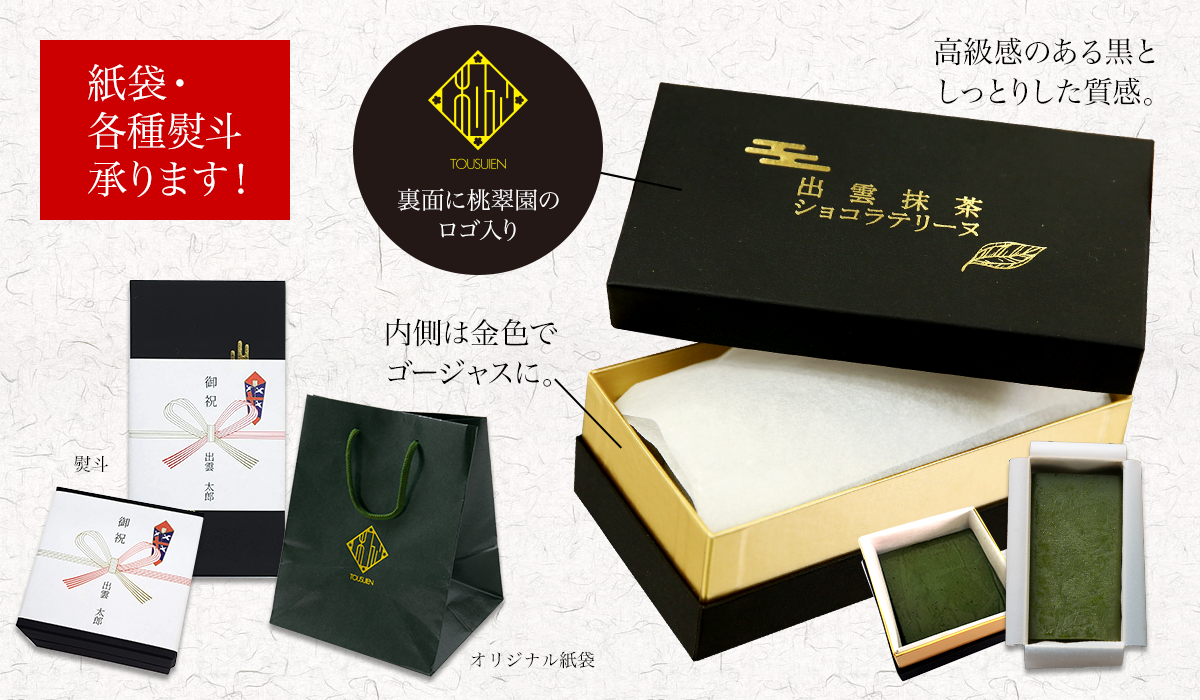 紙袋・
各種熨斗
承ります！
TOUSUIEN
裏面に桃翠園の
ロゴ入り
高級感のある黒と
しっとりした質感。
出雲抹茶
ショコラテリーヌ
内側は金色で
ゴージャスに。
御祝
出雲 太郎
熨斗
御祝
出雲 太郎
TOUSUIEN
オリジナル紙袋